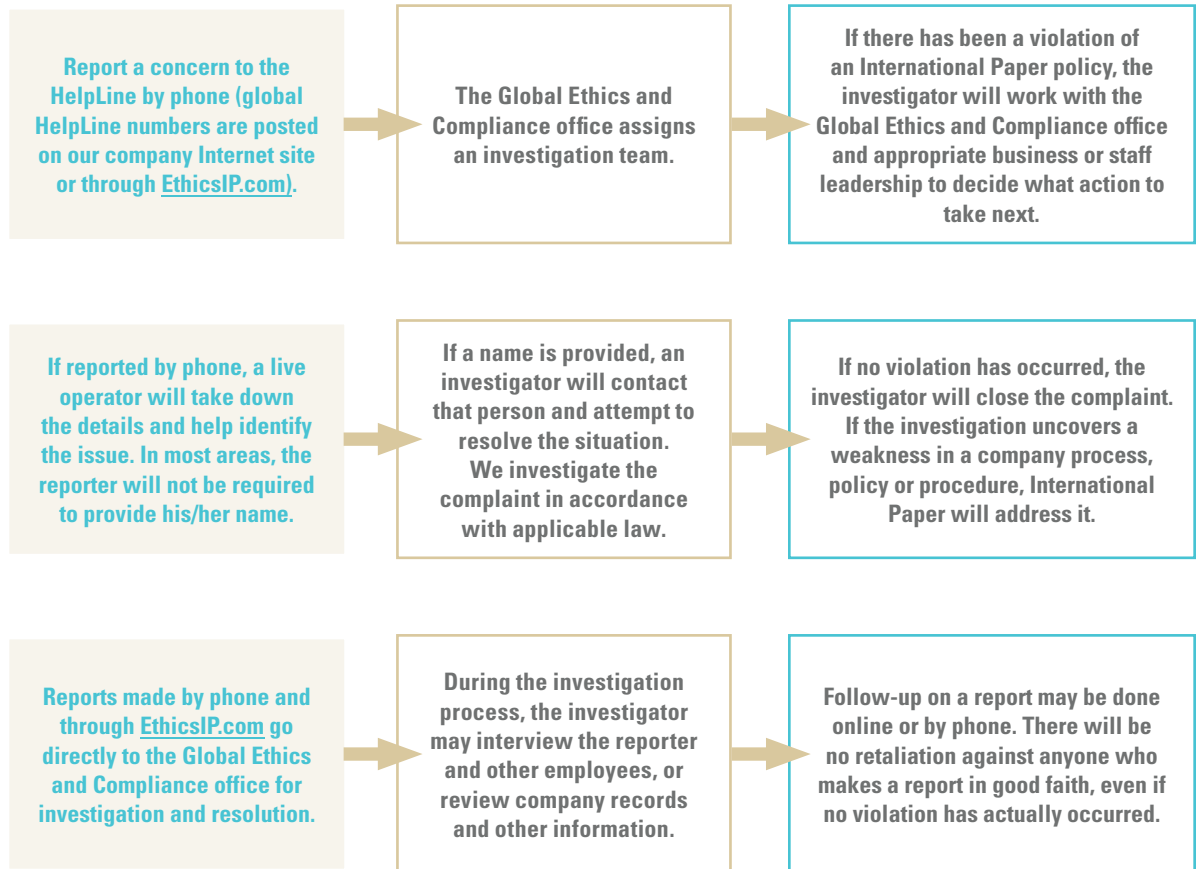 Report a concern to the
HelpLine by phone (global
HelpLine numbers are posted
on our company Internet site
or through EthicsIP.com).
The Global Ethics and
Compliance office assigns
an investigation team.
If there has been a violation of
an International Paper policy, the
investigator will work with the
Global Ethics and Compliance office
and appropriate business or staff
leadership to decide what action to
take next.
If reported by phone, a live
operator will take down
the details and help identify
the issue. In most areas, the
reporter will not be required
to provide his/her name.
If a name is provided, an
investigator will contact
that person and attempt to
resolve the situation.
We investigate the
complaint in accordance
with applicable law.
If no violation has occurred, the
investigator will close the complaint.
If the investigation uncovers a
weakness in a company process,
policy or procedure, International
Paper will address it.
Reports made by phone and
through EthicsIP.com go
directly to the Global Ethics
and Compliance office for
investigation and resolution.
During the investigation
process, the investigator
may interview the reporter
and other employees, or
review company records
and other information.
Follow-up on a report may be done
online or by phone. There will be
no retaliation against anyone who
makes a report in good faith, even if
no violation has actually occurred.